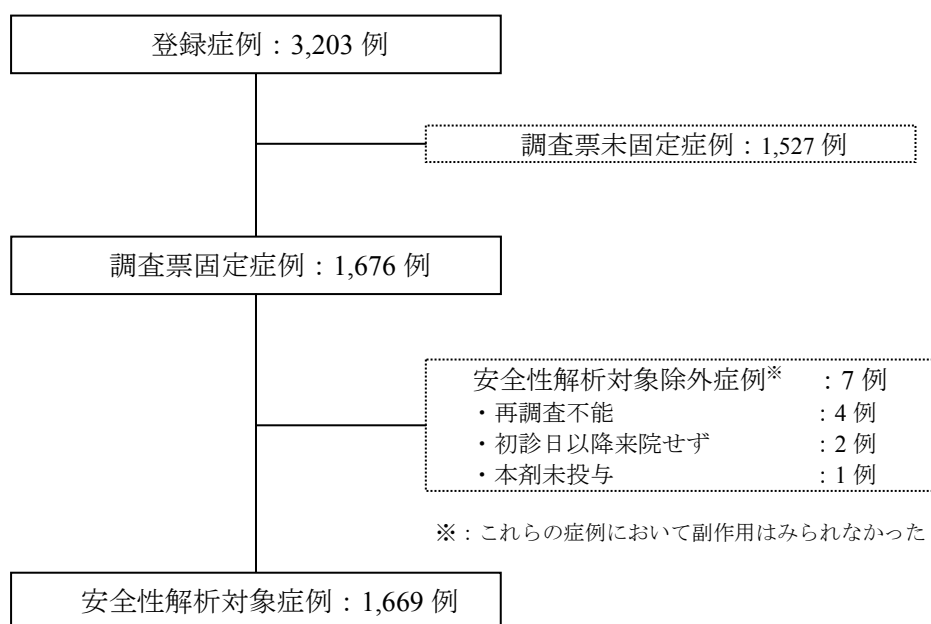 登録症例：3,203 例
調査票未固定症例：1,527 例
調査票固定症例：1,676 例
安全性解析対象除外症例※ ：7 例
・再調査不能 ：4 例
・初診日以降来院せず ：2 例
・本剤未投与 ：1 例
※：これらの症例において副作用はみられなかった
安全性解析対象症例：1,669 例